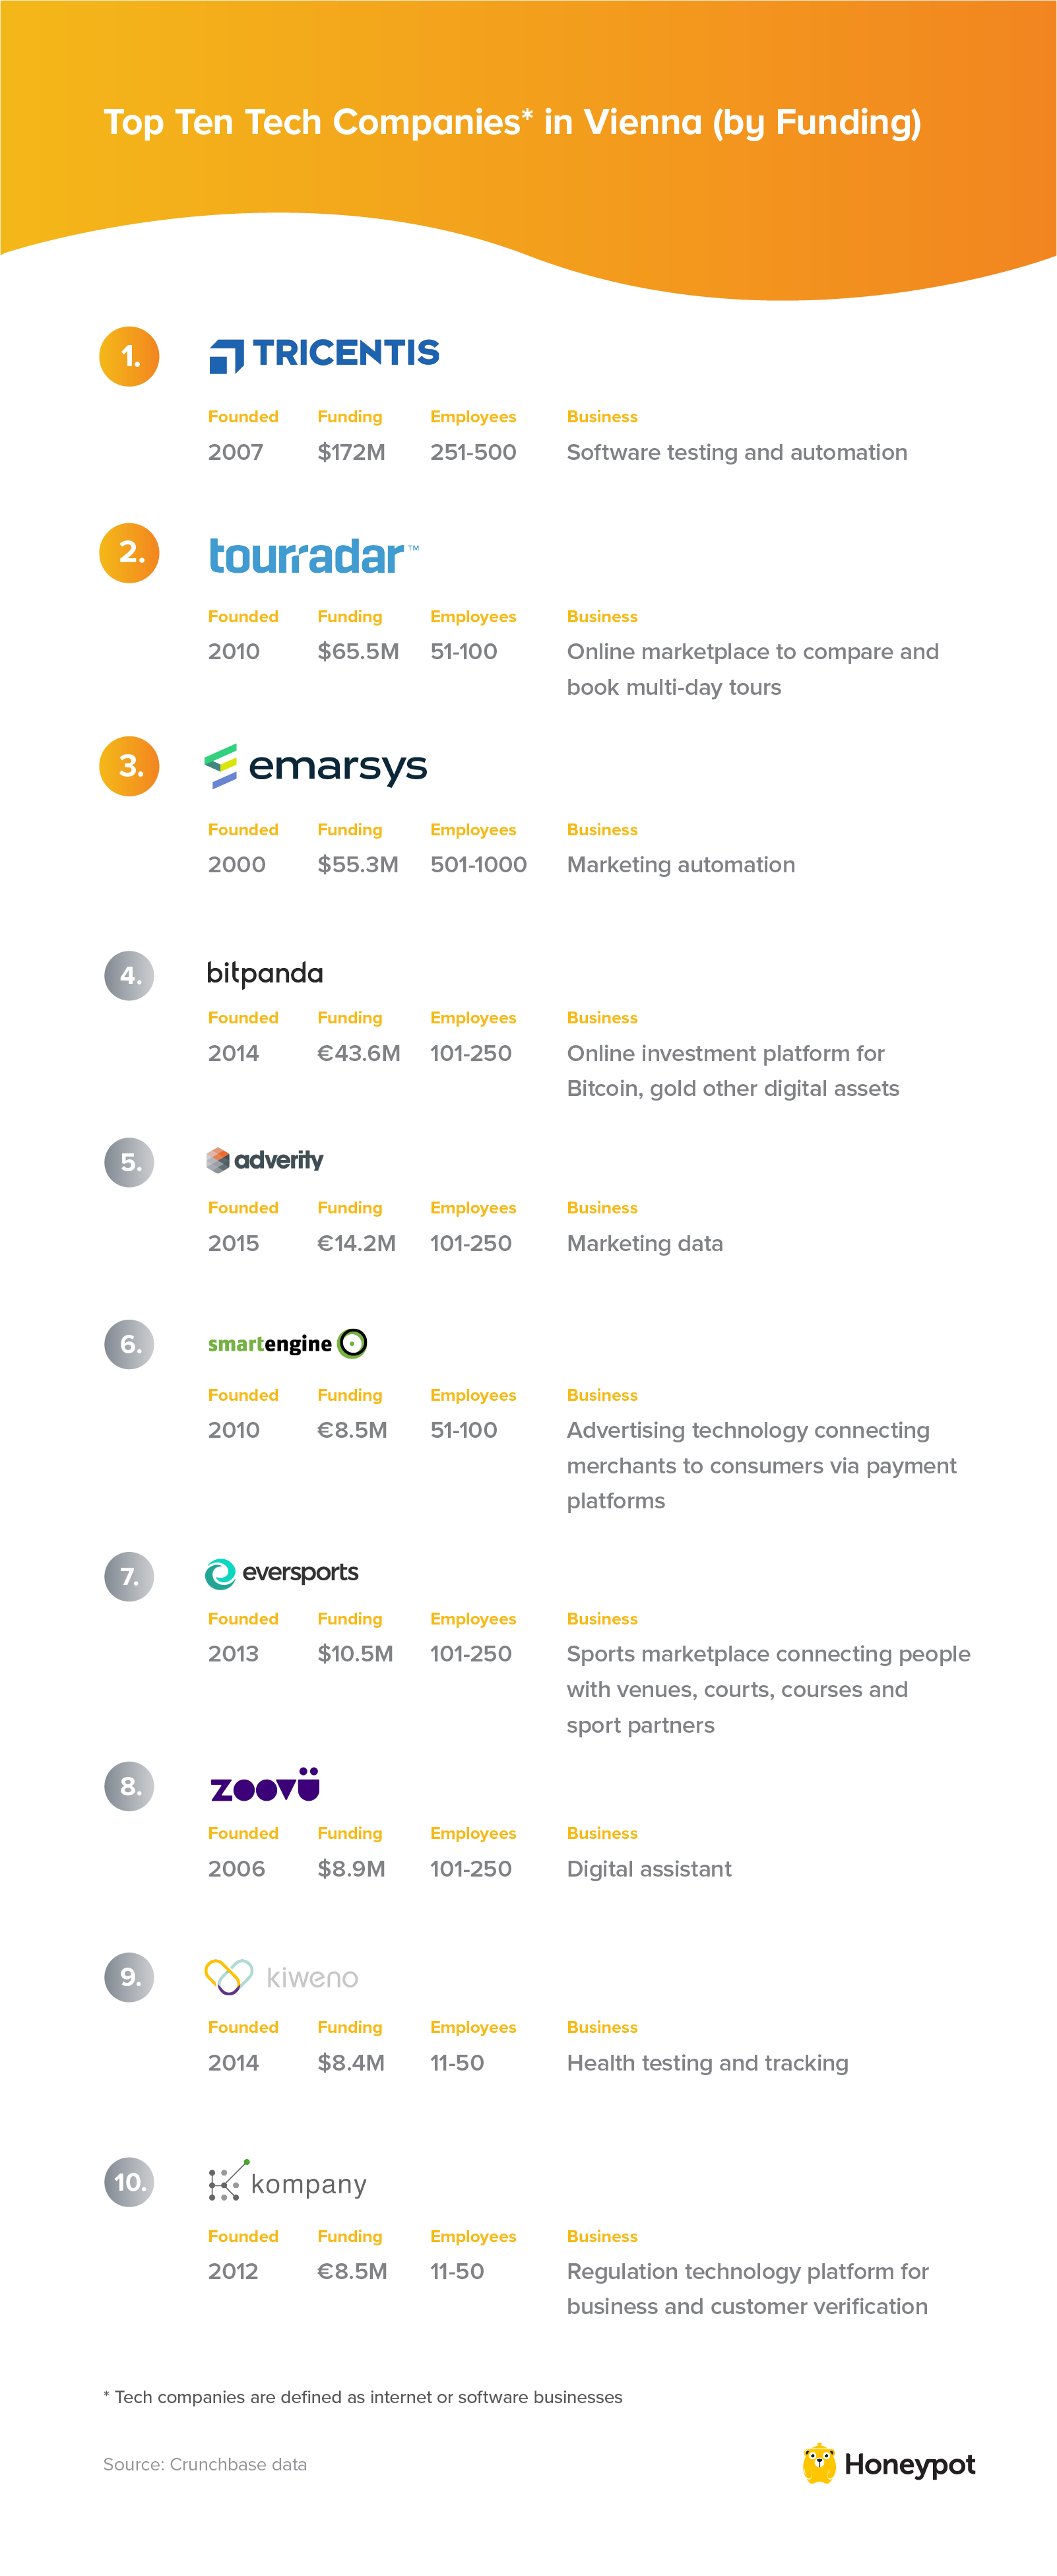 Top Ten Tech Companies* in Vienna (by Funding)
1.
TRICENTIS
Founded Funding Employees Business
2007 $172M 251-500 Software testing and automation
2.
tourradar™
Founded Funding Employees Business
2010 $65.5M 51-100 Online marketplace to compare and
book multi-day tours
3.
emarsys
Founded Funding Employees Business
2000 $55.3M 501-1000 Marketing automation
4.
bitpanda
Founded Funding Employees Business
2014 €43.6M 101-250 Online investment platform for
Bitcoin, gold other digital assets
5.
adverity
Founded Funding Employees Business
2015 €14.2M 101-250 Marketing data
6.
smartengine
Founded Funding Employees Business
2010 €8.5M 51-100 Advertising technology connecting
merchants to consumers via payment
platforms
7.
eversports
Founded Funding Employees Business
2013 $10.5M 101-250 Sports marketplace connecting people
with venues, courts, courses and
sport partners
8.
zoovü
Founded Funding Employees Business
2006 $8.9M 101-250 Digital assistant
9.
kiweno
Founded Funding Employees Business
2014 $8.4M 11-50 Health testing and tracking
10.
kompany
Founded Funding Employees Business
2012 €8.5M 11-50 Regulation technology platform for
business and customer verification
* Tech companies are defined as internet or software businesses
Source: Crunchbase data
Honeypot